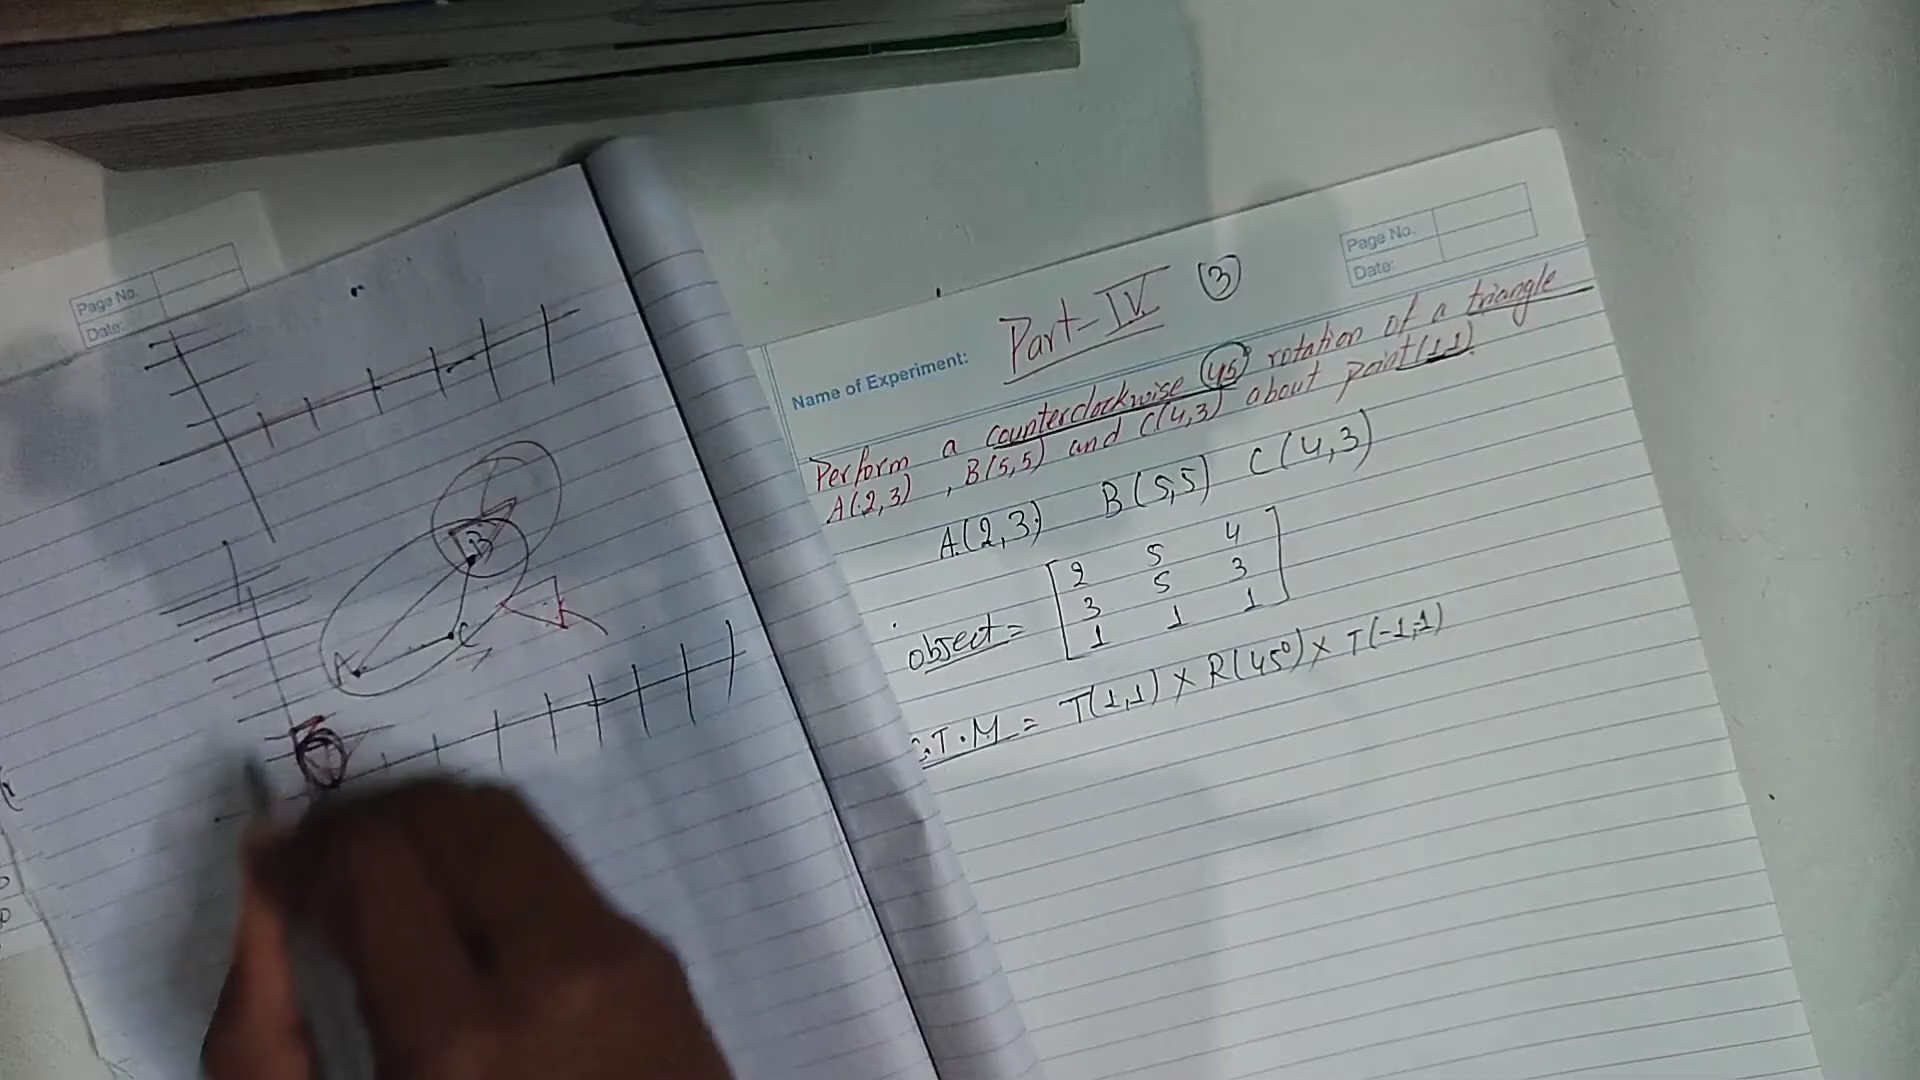 Page No.
Date:
A
B
C
Page No.
Date:
Part-IV. 3
Name of Experiment:
Perform a counterclockwise 45° rotation of a triangle
A(2,3) , B(5,5) and C(4,3) about point(1,1).
A(2,3) B(5,5) C(4,3)
object = [ 2 5 4
3 5 3
1 1 1 ]
.T.M = T(1,1) × R(45°) × T(-1,-1)